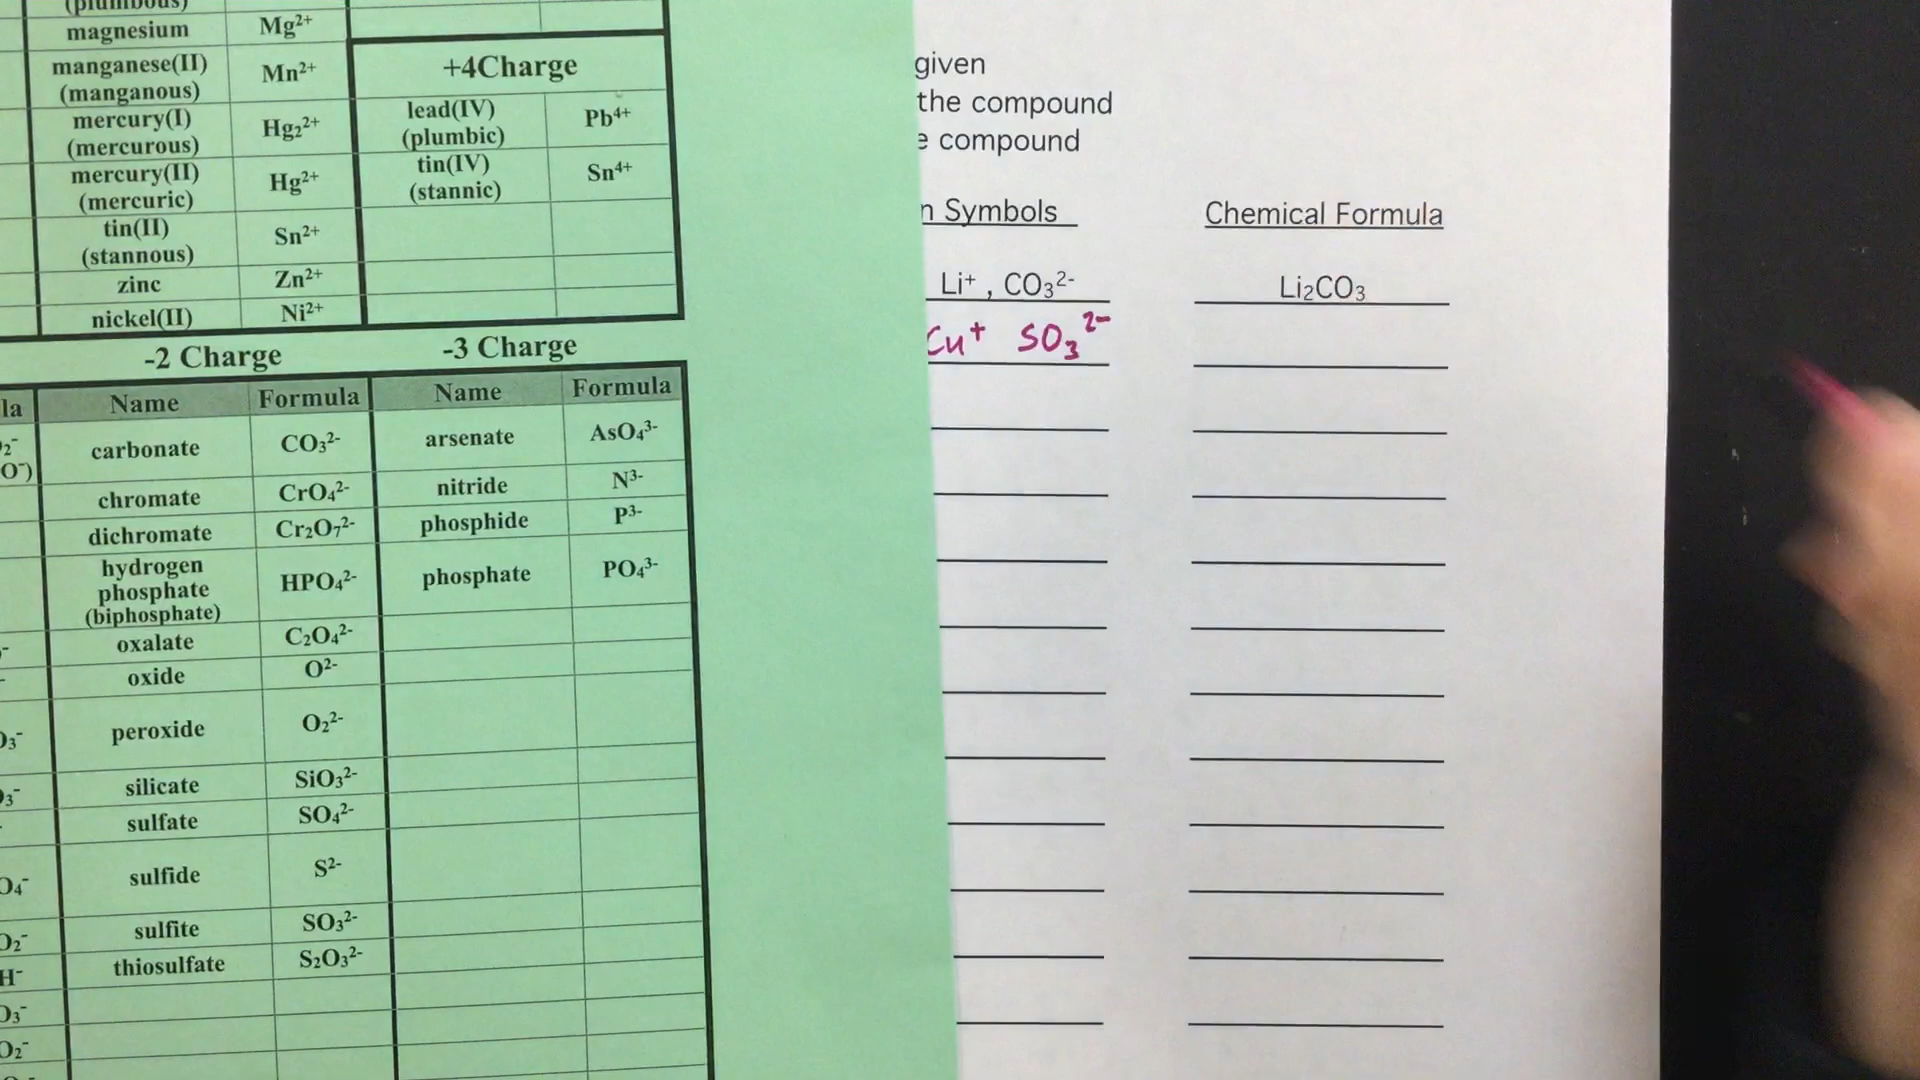 (plumbous)
magnesium Mg²⁺
manganese(II)
(manganous) Mn²⁺
mercury(I)
(mercurous) Hg₂²⁺
mercury(II)
(mercuric) Hg²⁺
tin(II)
(stannous) Sn²⁺
zinc Zn²⁺
nickel(II) Ni²⁺
+4Charge
lead(IV)
(plumbic) Pb⁴⁺
tin(IV)
(stannic) Sn⁴⁺
-2 Charge
Name Formula
carbonate CO₃²⁻
chromate CrO₄²⁻
dichromate Cr₂O₇²⁻
hydrogen
phosphate
(biphosphate) HPO₄²⁻
oxalate C₂O₄²⁻
oxide O²⁻
peroxide O₂²⁻
silicate SiO₃²⁻
sulfate SO₄²⁻
sulfide S²⁻
sulfite SO₃²⁻
thiosulfate S₂O₃²⁻
-3 Charge
Name Formula
arsenate AsO₄³⁻
nitride N³⁻
phosphide P³⁻
phosphate PO₄³⁻
given
the compound
compound
Symbols Chemical Formula
Li⁺ , CO₃²⁻ Li₂CO₃
Cu⁺ SO₃²⁻